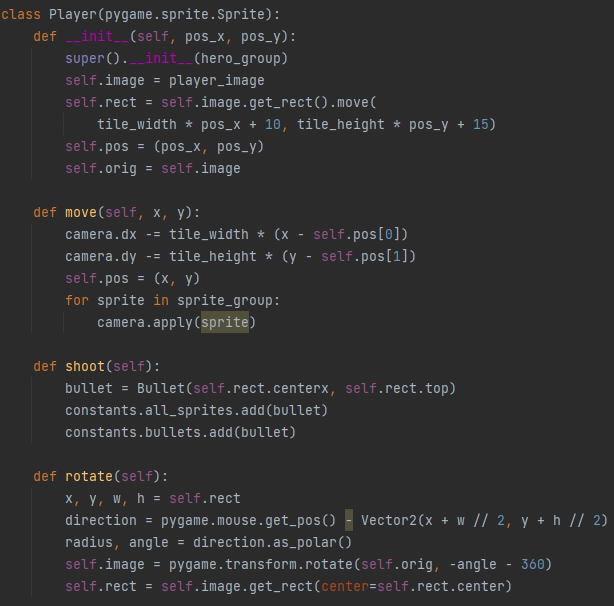 class Player(pygame.sprite.Sprite):
    def __init__(self, pos_x, pos_y):
        super().__init__(hero_group)
        self.image = player_image
        self.rect = self.image.get_rect().move(
            tile_width * pos_x + 10, tile_height * pos_y + 15)
        self.pos = (pos_x, pos_y)
        self.orig = self.image
    def move(self, x, y):
        camera.dx -= tile_width * (x - self.pos[0])
        camera.dy -= tile_height * (y - self.pos[1])
        self.pos = (x, y)
        for sprite in sprite_group:
            camera.apply(sprite)
    def shoot(self):
        bullet = Bullet(self.rect.centerx, self.rect.top)
        constants.all_sprites.add(bullet)
        constants.bullets.add(bullet)
    def rotate(self):
        x, y, w, h = self.rect
        direction = pygame.mouse.get_pos() - Vector2(x + w // 2, y + h // 2)
        radius, angle = direction.as_polar()
        self.image = pygame.transform.rotate(self.orig, -angle - 360)
        self.rect = self.image.get_rect(center=self.rect.center)